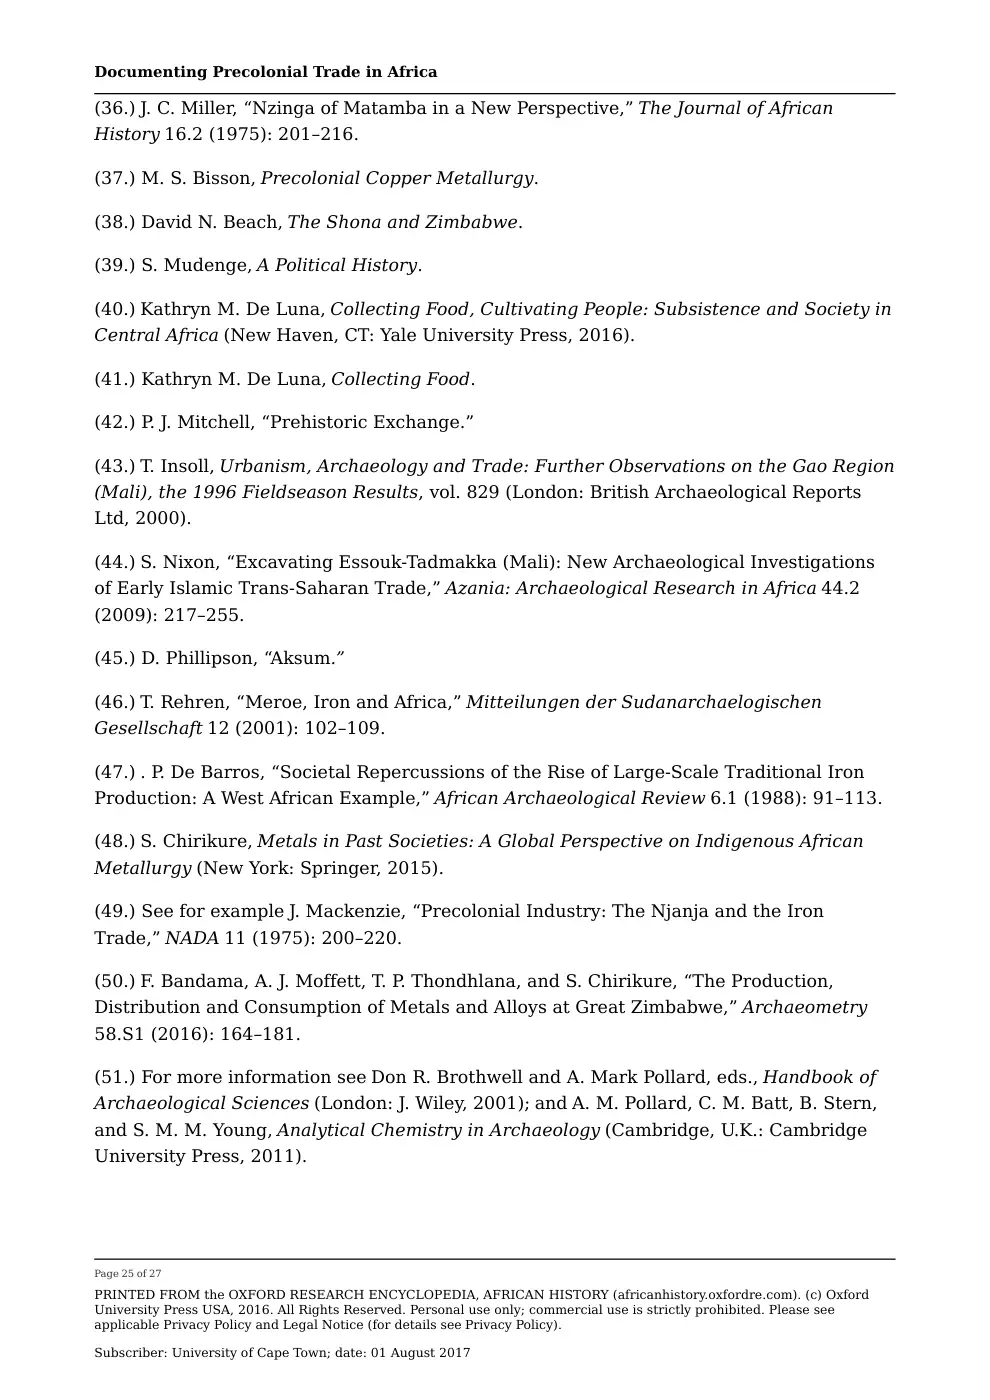 Documenting Precolonial Trade in Africa
(36.) J. C. Miller, “Nzinga of Matamba in a New Perspective,” The Journal of African
History 16.2 (1975): 201–216.
(37.) M. S. Bisson, Precolonial Copper Metallurgy.
(38.) David N. Beach, The Shona and Zimbabwe.
(39.) S. Mudenge, A Political History.
(40.) Kathryn M. De Luna, Collecting Food, Cultivating People: Subsistence and Society in
Central Africa (New Haven, CT: Yale University Press, 2016).
(41.) Kathryn M. De Luna, Collecting Food.
(42.) P. J. Mitchell, “Prehistoric Exchange.”
(43.) T. Insoll, Urbanism, Archaeology and Trade: Further Observations on the Gao Region
(Mali), the 1996 Fieldseason Results, vol. 829 (London: British Archaeological Reports
Ltd, 2000).
(44.) S. Nixon, “Excavating Essouk-Tadmakka (Mali): New Archaeological Investigations
of Early Islamic Trans-Saharan Trade,” Azania: Archaeological Research in Africa 44.2
(2009): 217–255.
(45.) D. Phillipson, “Aksum.”
(46.) T. Rehren, “Meroe, Iron and Africa,” Mitteilungen der Sudanarchaelogischen
Gesellschaft 12 (2001): 102–109.
(47.) . P. De Barros, “Societal Repercussions of the Rise of Large-Scale Traditional Iron
Production: A West African Example,” African Archaeological Review 6.1 (1988): 91–113.
(48.) S. Chirikure, Metals in Past Societies: A Global Perspective on Indigenous African
Metallurgy (New York: Springer, 2015).
(49.) See for example J. Mackenzie, “Precolonial Industry: The Njanja and the Iron
Trade,” NADA 11 (1975): 200–220.
(50.) F. Bandama, A. J. Moffett, T. P. Thondhlana, and S. Chirikure, “The Production,
Distribution and Consumption of Metals and Alloys at Great Zimbabwe,” Archaeometry
58.S1 (2016): 164–181.
(51.) For more information see Don R. Brothwell and A. Mark Pollard, eds., Handbook of
Archaeological Sciences (London: J. Wiley, 2001); and A. M. Pollard, C. M. Batt, B. Stern,
and S. M. M. Young, Analytical Chemistry in Archaeology (Cambridge, U.K.: Cambridge
University Press, 2011).
Page 25 of 27
PRINTED FROM the OXFORD RESEARCH ENCYCLOPEDIA, AFRICAN HISTORY (africanhistory.oxfordre.com). (c) Oxford
University Press USA, 2016. All Rights Reserved. Personal use only; commercial use is strictly prohibited. Please see
applicable Privacy Policy and Legal Notice (for details see Privacy Policy).
Subscriber: University of Cape Town; date: 01 August 2017